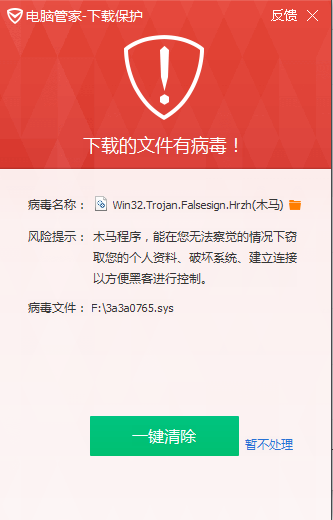 电脑管家-下载保护 反馈
下载的文件有病毒！
病毒名称： Win32.Trojan.Falsesign.Hrzh(木马)
风险提示： 木马程序，能在您无法察觉的情况下窃
取您的个人资料、破坏系统、建立连接
以方便黑客进行控制。
病毒文件： F:\3a3a0765.sys
一键清除 暂不处理